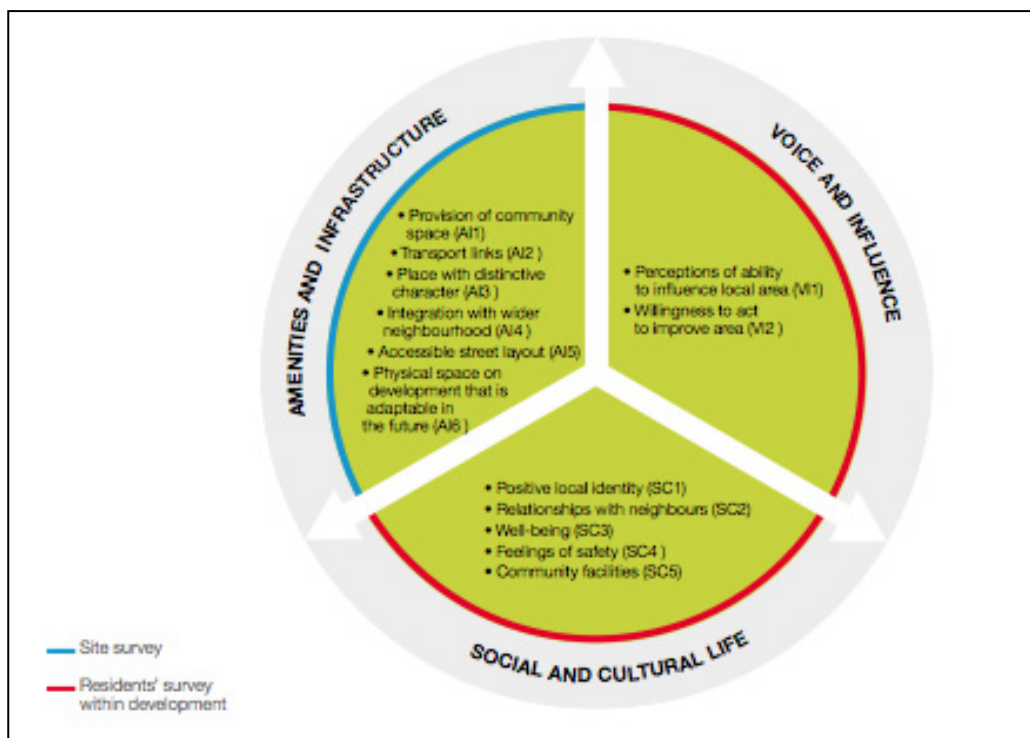 AMENITIES AND INFRASTRUCTURE
• Provision of community
space (AI1)
• Transport links (AI2 )
• Place with distinctive
character (AI3 )
• Integration with wider
neighbourhood (AI4 )
• Accessible street layout (AI5)
• Physical space on
development that is
adaptable in
the future (AI6 )
VOICE AND INFLUENCE
• Perceptions of ability
to influence local area (VI1)
• Willingness to act
to improve area (VI2 )
• Positive local identity (SC1)
• Relationships with neighbours (SC2)
• Well-being (SC3)
• Feelings of safety (SC4 )
• Community facilities (SC5)
SOCIAL AND CULTURAL LIFE
Site survey
Residents' survey
within development